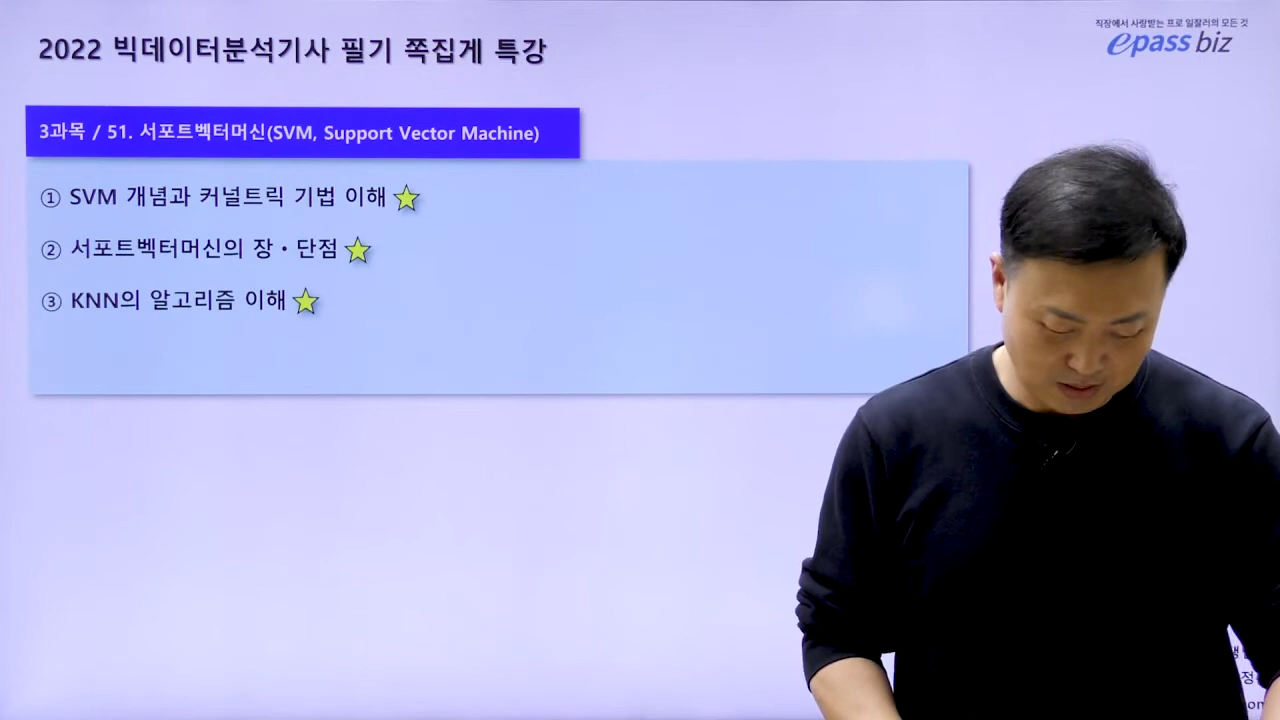 2022 빅데이터분석기사 필기 쪽집게 특강
직장에서 사랑받는 프로 일잘러의 모든 것
epass biz
3과목 / 51. 서포트벡터머신(SVM, Support Vector Machine)
① SVM 개념과 커널트릭 기법 이해
② 서포트벡터머신의 장·단점
③ KNN의 알고리즘 이해